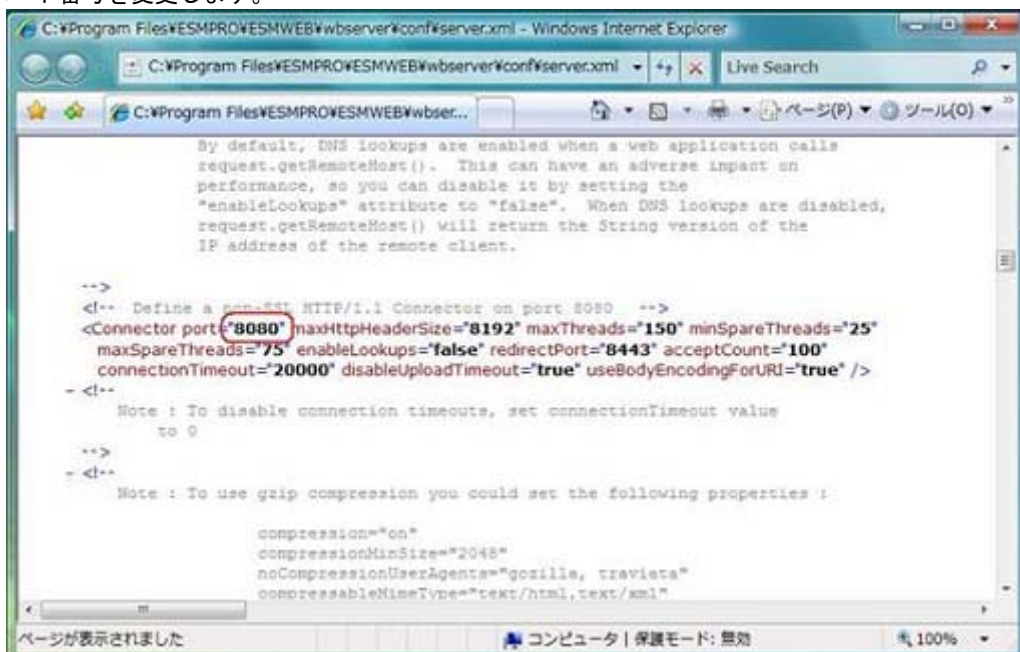 ート番号を変更します。
C:¥Program Files¥ESMPRO¥ESMWEB¥wbserver¥conf¥server.xml - Windows Internet Explorer
C:¥Program Files¥ESMPRO¥ESMWEB¥wbserver¥conf¥server.xml
Live Search
C:¥Program Files¥ESMPRO¥ESMWEB¥wbser...
ページ(P)
ツール(O)
By default, DNS lookups are enabled when a web application calls
request.getRemoteHost(). This can have an adverse impact on
performance, so you can disable it by setting the
"enableLookups" attribute to "false". When DNS lookups are disabled,
request.getRemoteHost() will return the String version of the
IP address of the remote client.
-->
<!-- Define a non-SSL HTTP/1.1 Connector on port 8080 -->
<Connector port="8080" maxHttpHeaderSize="8192" maxThreads="150" minSpareThreads="25"
maxSpareThreads="75" enableLookups="false" redirectPort="8443" acceptCount="100"
connectionTimeout="20000" disableUploadTimeout="true" useBodyEncodingForURI="true" />
- <!--
Note : To disable connection timeouts, set connectionTimeout value
to 0
-->
- <!--
Note : To use gzip compression you could set the following properties :
compression="on"
compressionMinSize="2048"
noCompressionUserAgents="gozilla, traviata"
compressableMimeType="text/html,text/xml"
ページが表示されました
コンピュータ | 保護モード: 無効
100%